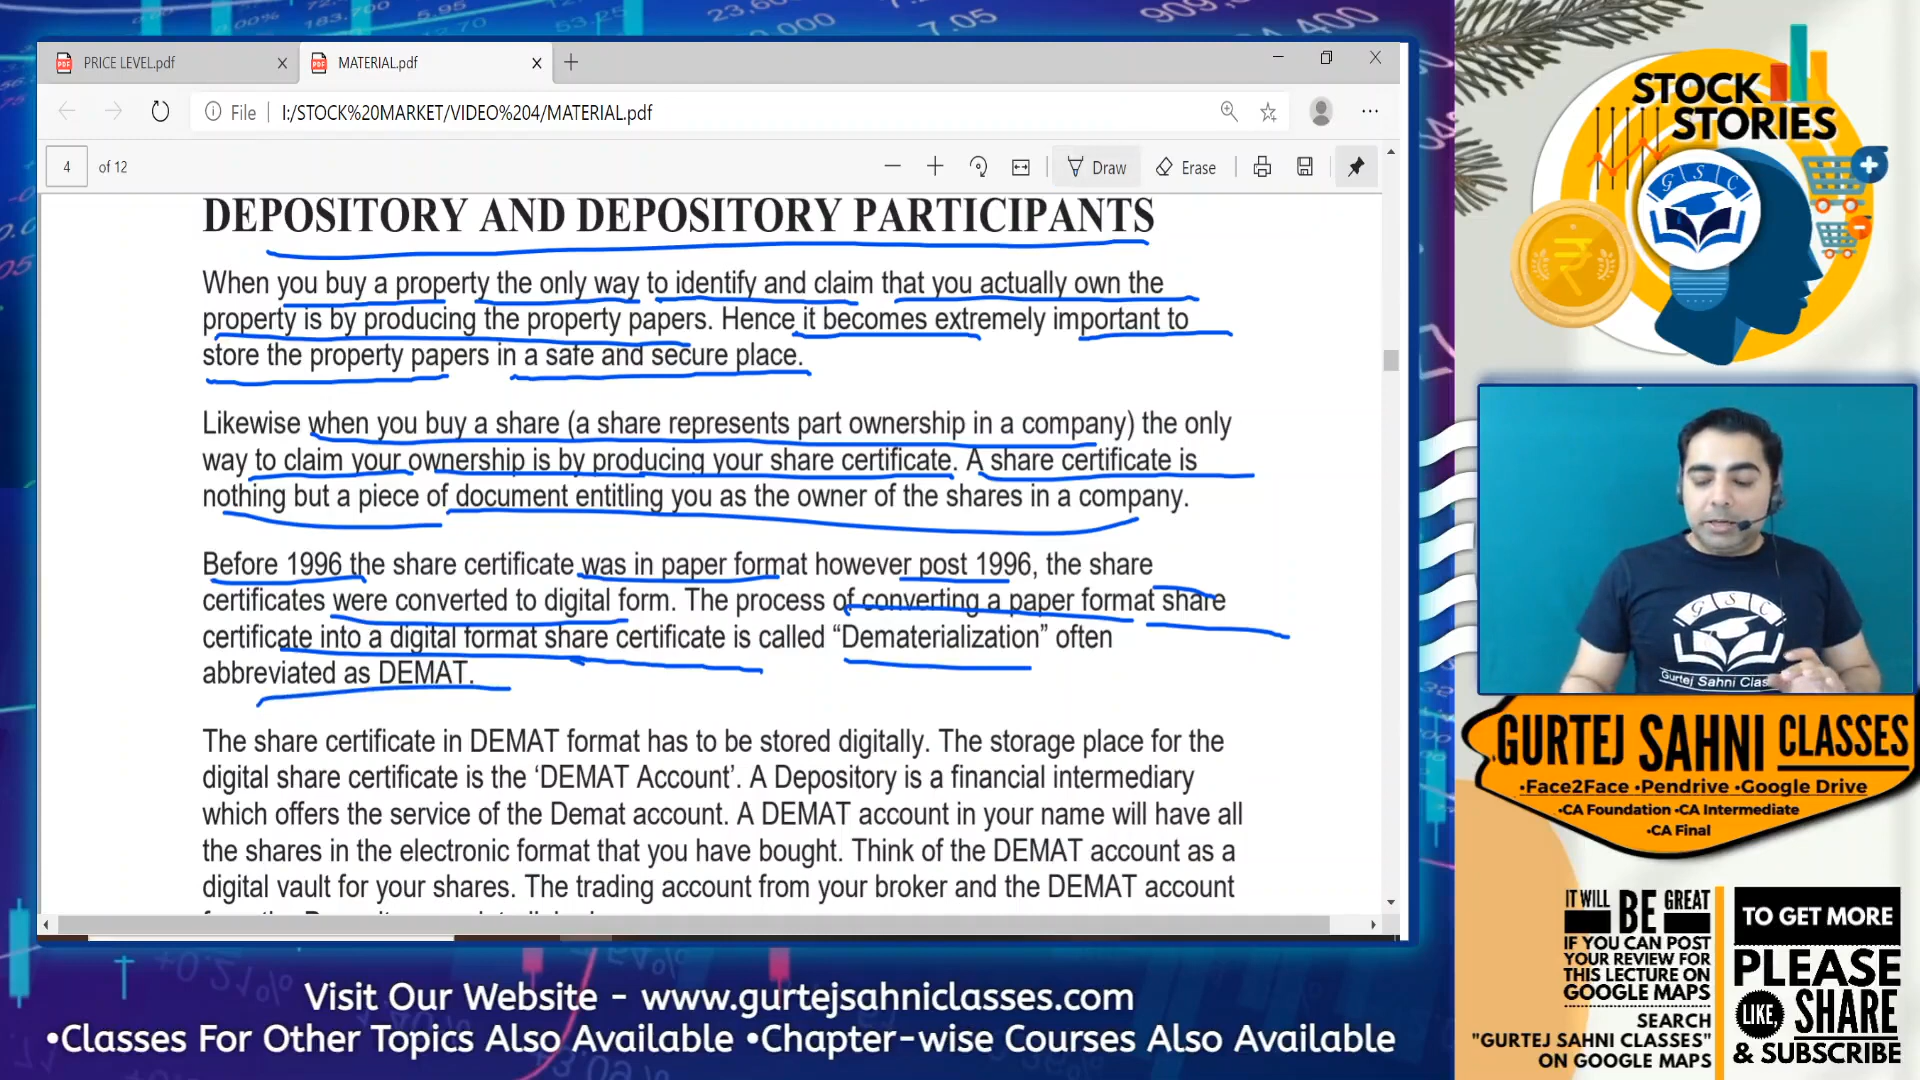 PRICE LEVEL.pdf
MATERIAL.pdf
File
I:/STOCK%20MARKET/VIDEO%204/MATERIAL.pdf
4 of 12
Draw
Erase
DEPOSITORY AND DEPOSITORY PARTICIPANTS
When you buy a property the only way to identify and claim that you actually own the
property is by producing the property papers. Hence it becomes extremely important to
store the property papers in a safe and secure place.
Likewise when you buy a share (a share represents part ownership in a company) the only
way to claim your ownership is by producing your share certificate. A share certificate is
nothing but a piece of document entitling you as the owner of the shares in a company.
Before 1996 the share certificate was in paper format however post 1996, the share
certificates were converted to digital form. The process of converting a paper format share
certificate into a digital format share certificate is called “Dematerialization” often
abbreviated as DEMAT.
The share certificate in DEMAT format has to be stored digitally. The storage place for the
digital share certificate is the ‘DEMAT Account’. A Depository is a financial intermediary
which offers the service of the Demat account. A DEMAT account in your name will have all
the shares in the electronic format that you have bought. Think of the DEMAT account as a
digital vault for your shares. The trading account from your broker and the DEMAT account
STOCK
STORIES
G S C
G S C
GURTEJ SAHNI CLASSES
•Face2Face •Pendrive •Google Drive
•CA Foundation •CA Intermediate
•CA Final
IT WILL BE GREAT
IF YOU CAN POST
YOUR REVIEW FOR
THIS LECTURE ON
GOOGLE MAPS
SEARCH
"GURTEJ SAHNI CLASSES"
ON GOOGLE MAPS
TO GET MORE
PLEASE
LIKE, SHARE
& SUBSCRIBE
Visit Our Website - www.gurtejsahniclasses.com
•Classes For Other Topics Also Available •Chapter-wise Courses Also Available